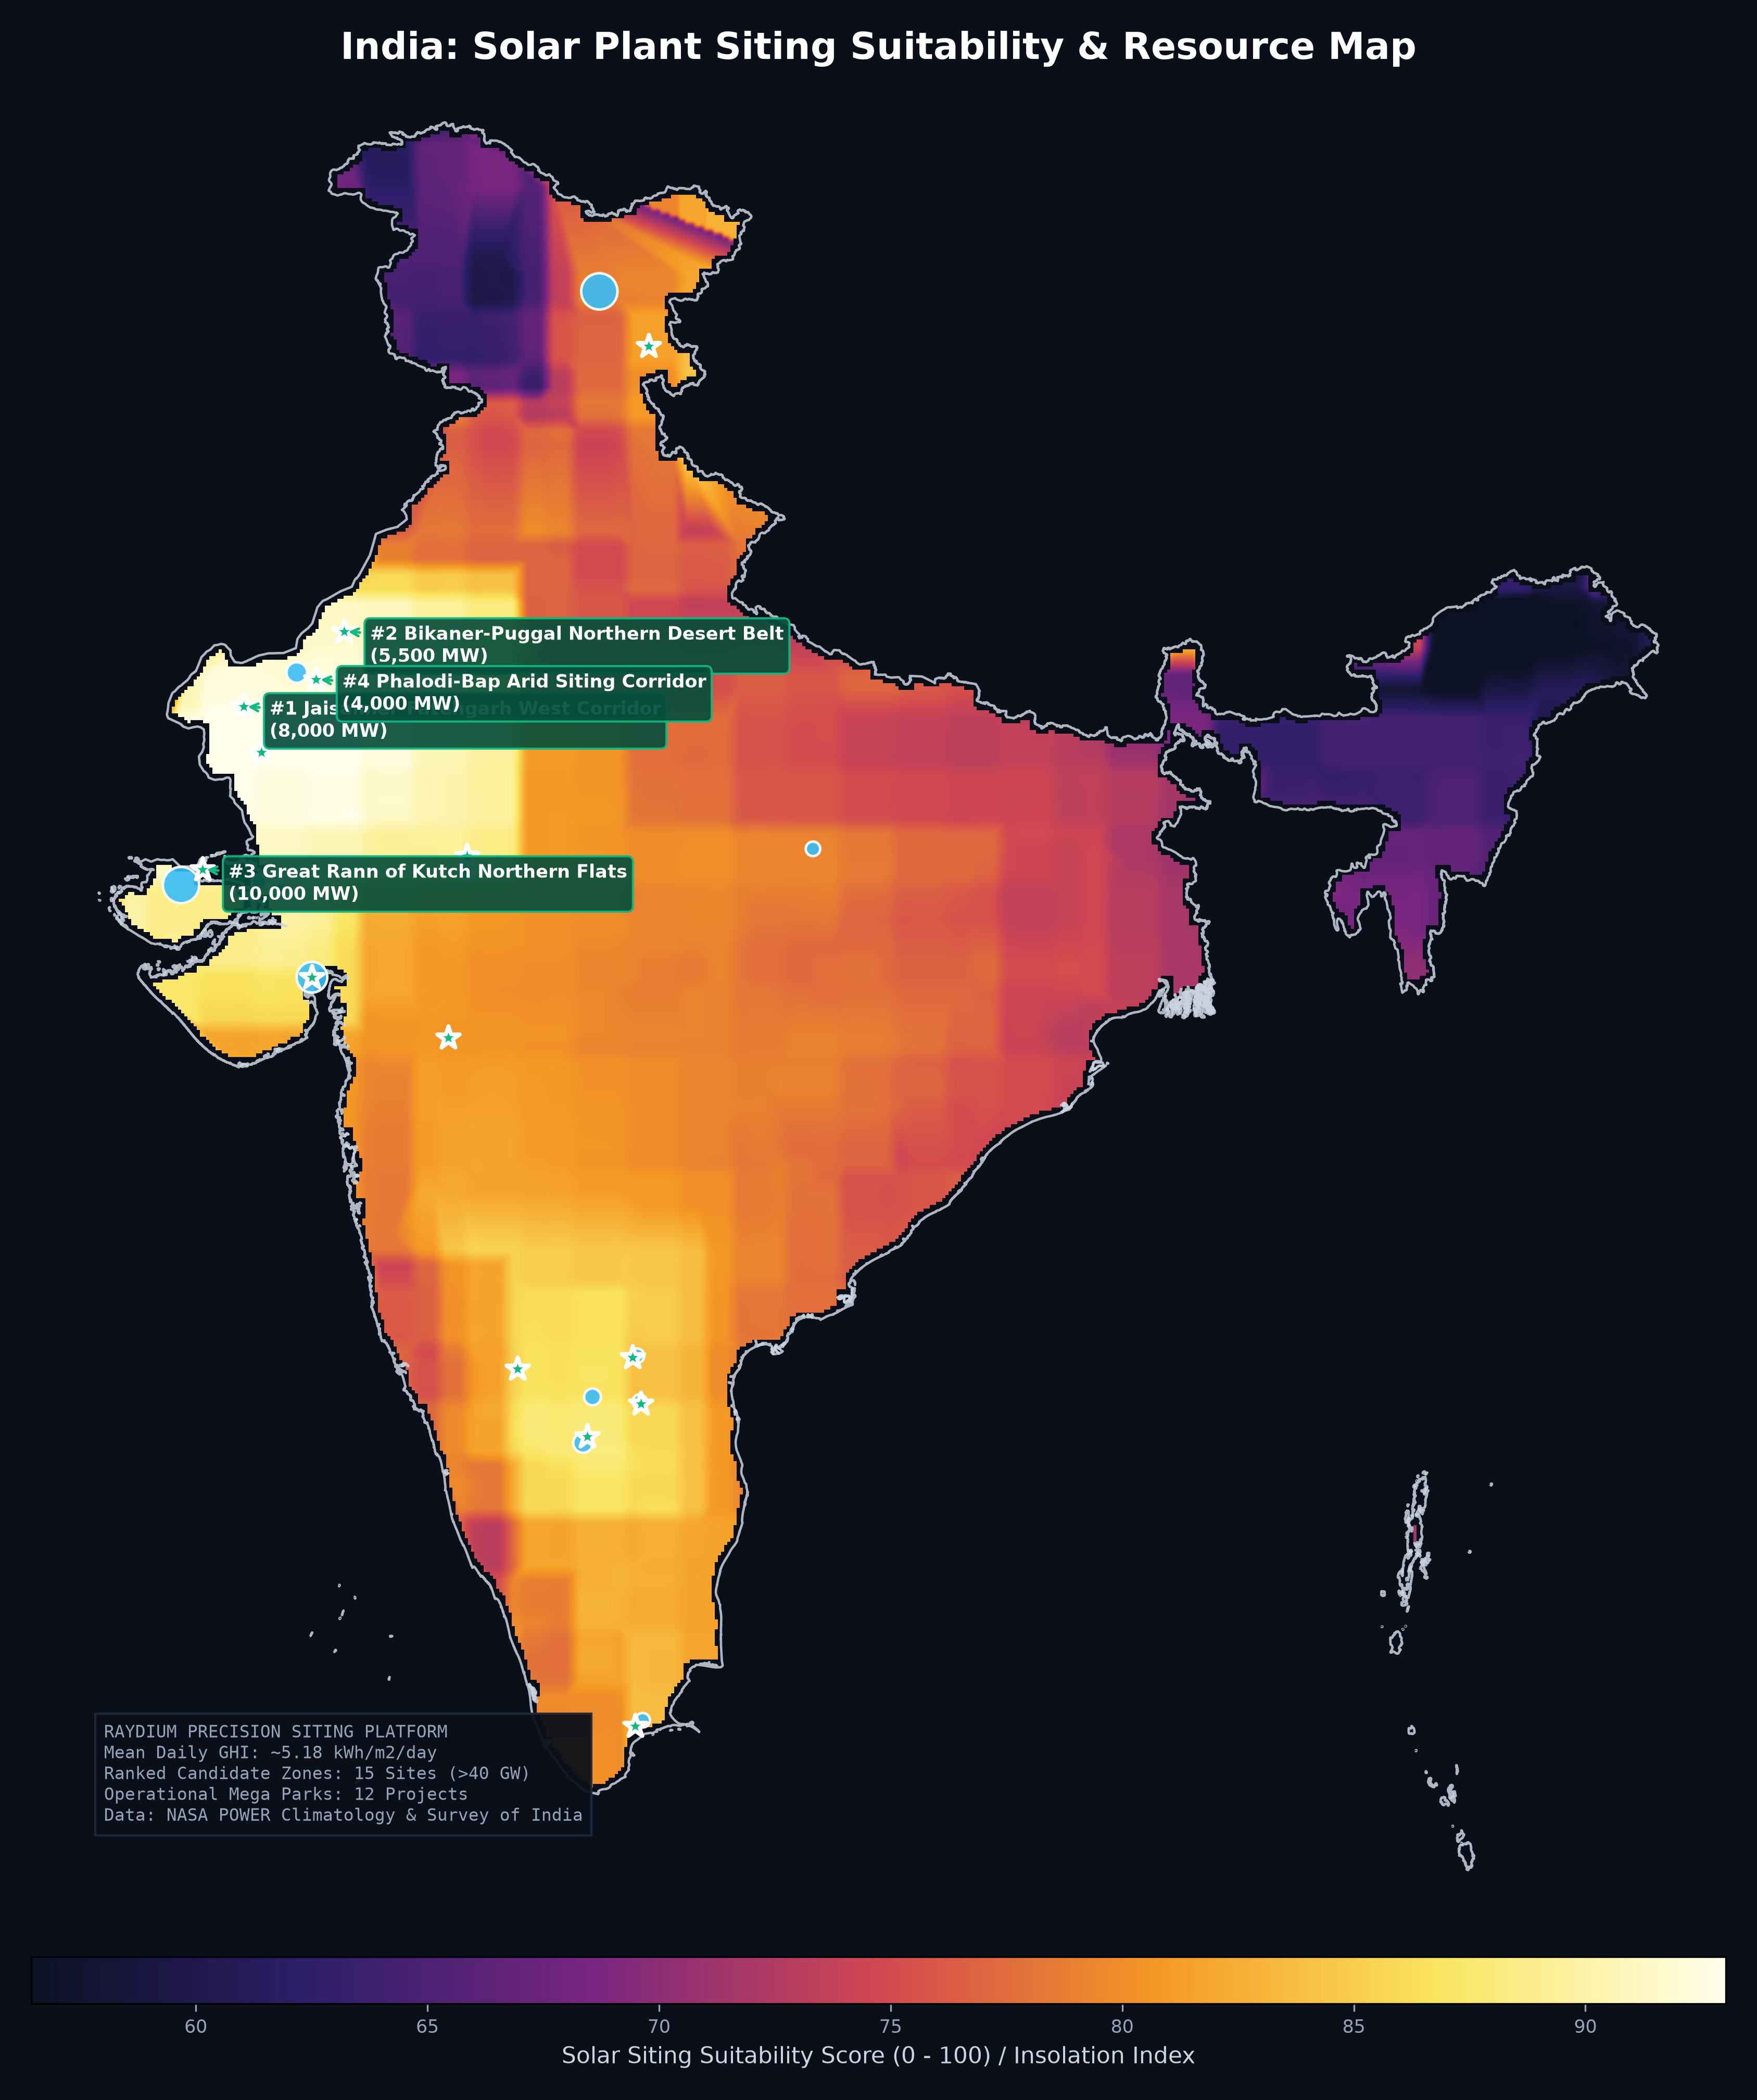 India: Solar Plant Siting Suitability & Resource Map
#2 Bikaner-Puggal Northern Desert Belt
(5,500 MW)
#4 Phalodi-Bap Arid Siting Corridor
(4,000 MW)
#1 West Corridor
(8,000 MW)
#3 Great Rann of Kutch Northern Flats
(10,000 MW)
RAYDIUM PRECISION SITING PLATFORM
Mean Daily GHI: ~5.18 kWh/m2/day
Ranked Candidate Zones: 15 Sites (>40 GW)
Operational Mega Parks: 12 Projects
Data: NASA POWER Climatology & Survey of India
60 65 70 75 80 85 90
Solar Siting Suitability Score (0 - 100) / Insolation Index